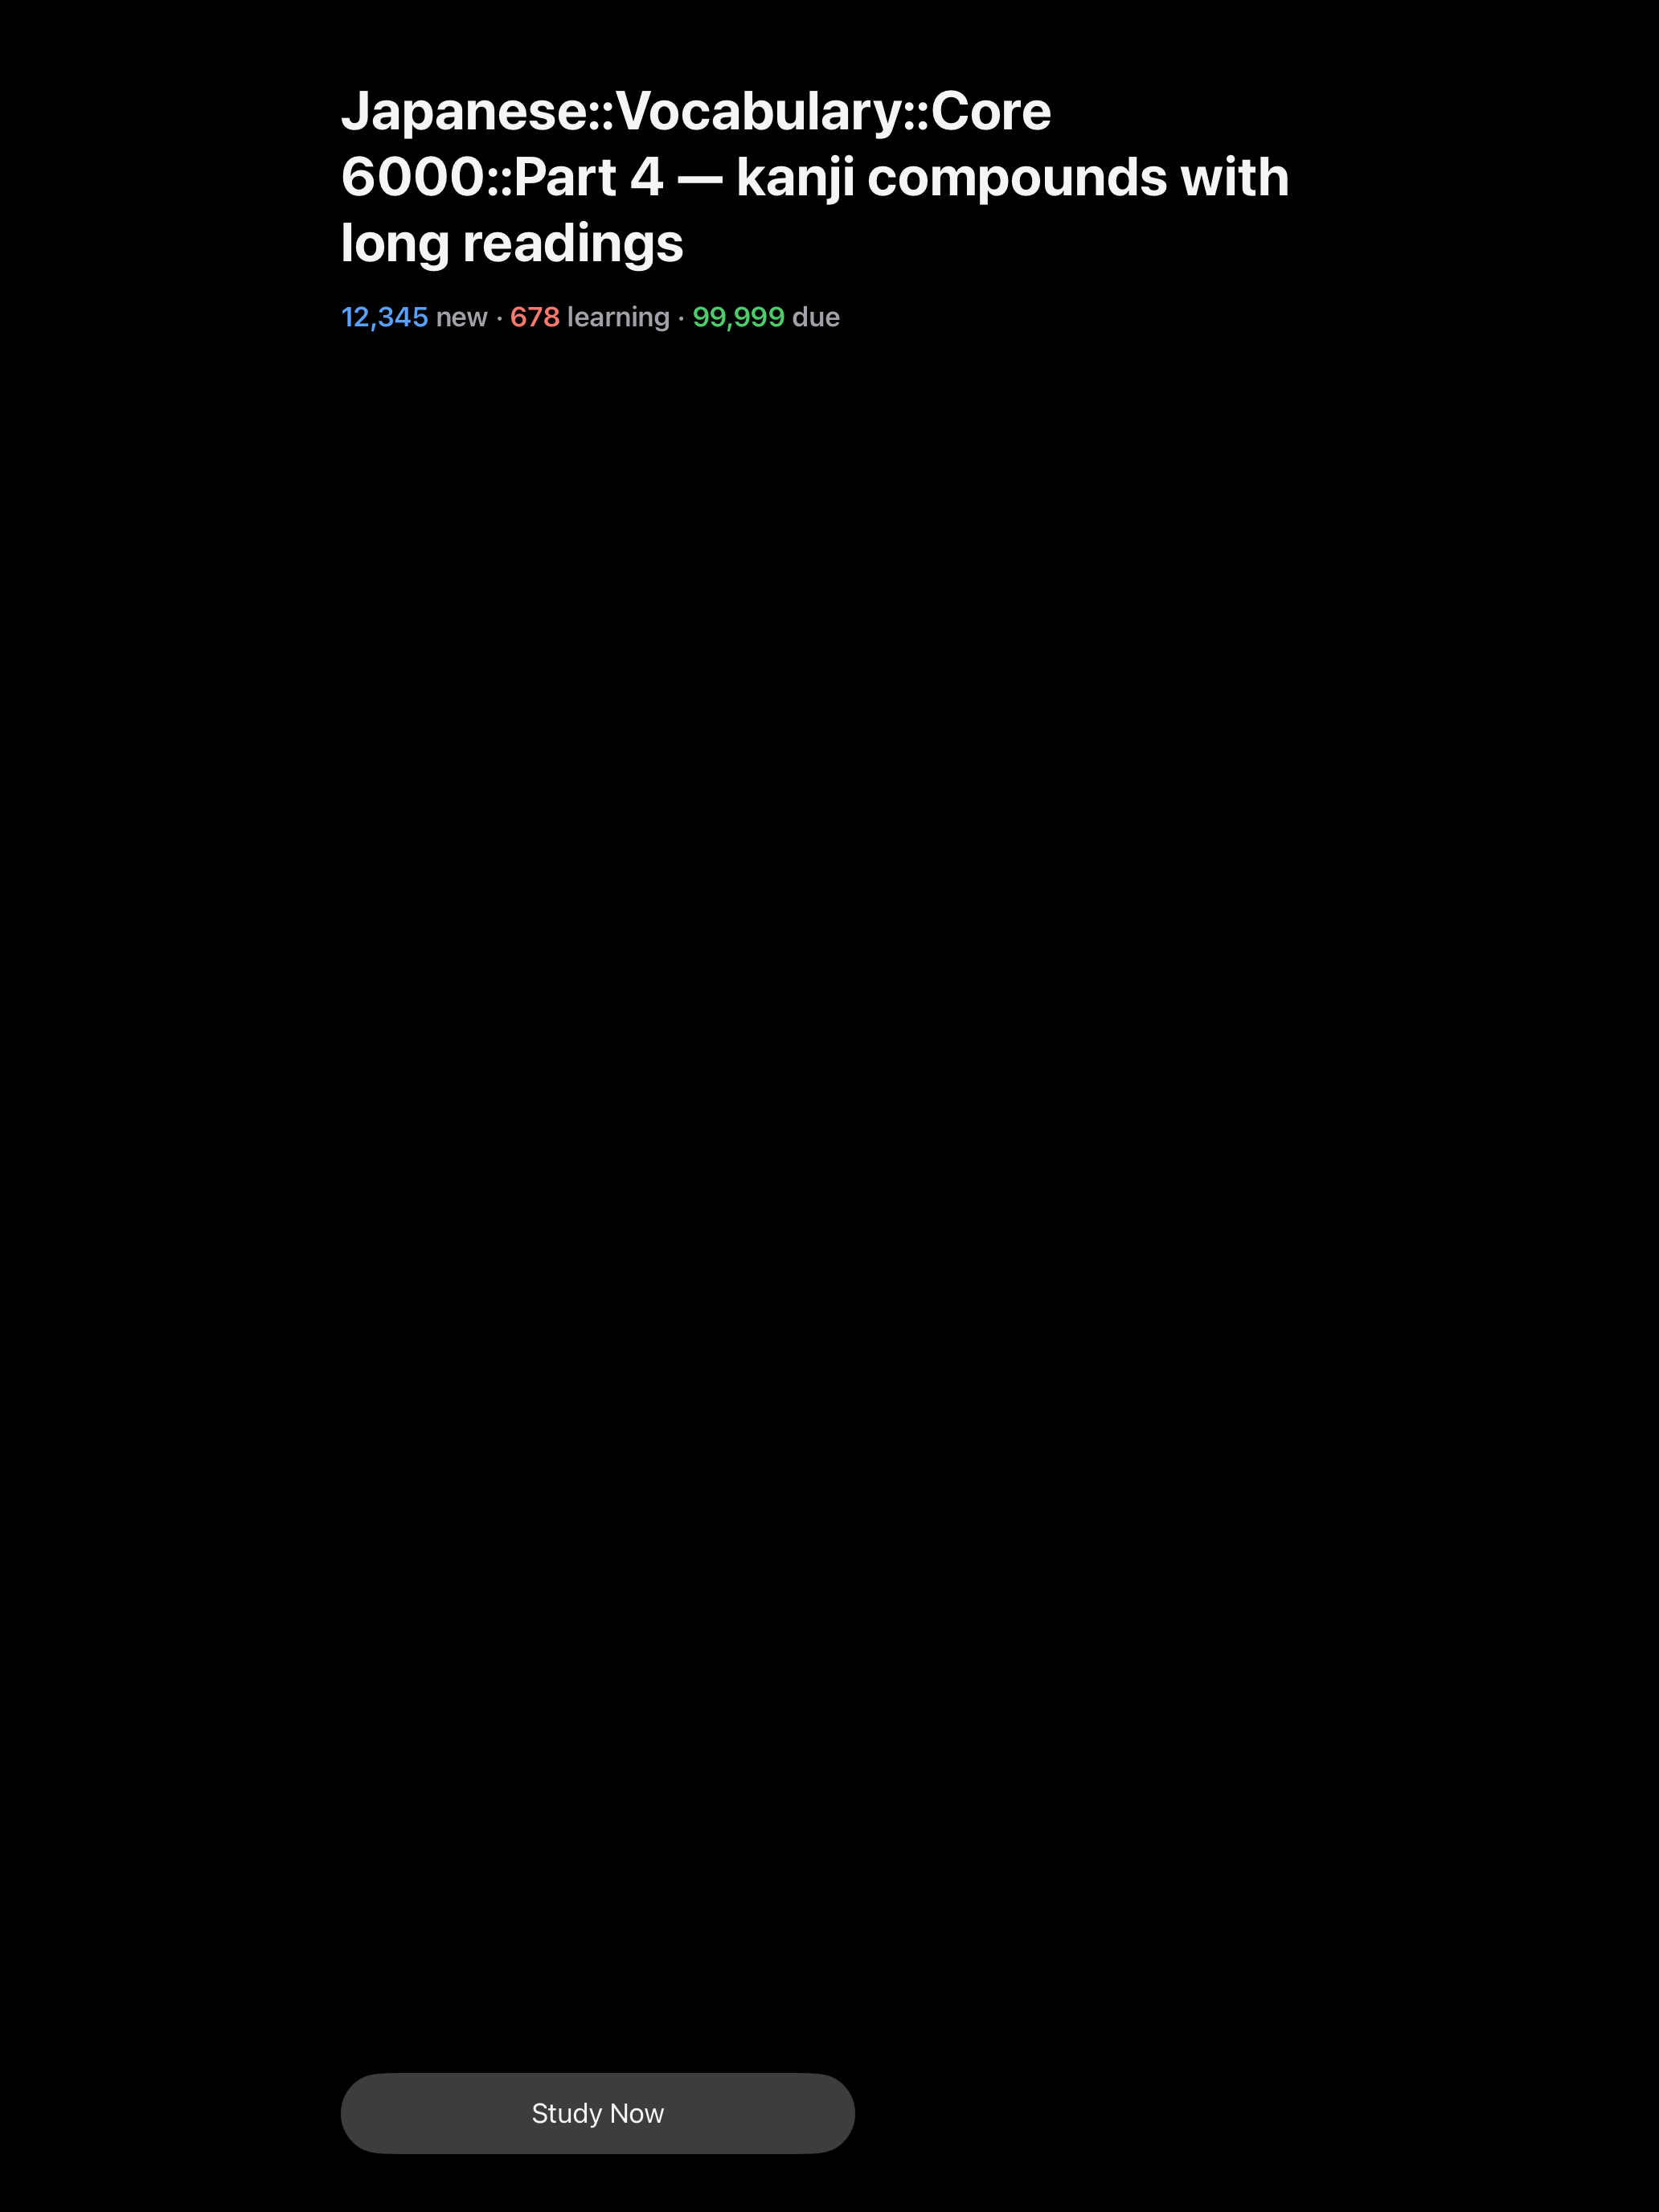 Japanese::Vocabulary::Core
6000::Part 4 — kanji compounds with
long readings
12,345 new · 678 learning · 99,999 due
Study Now